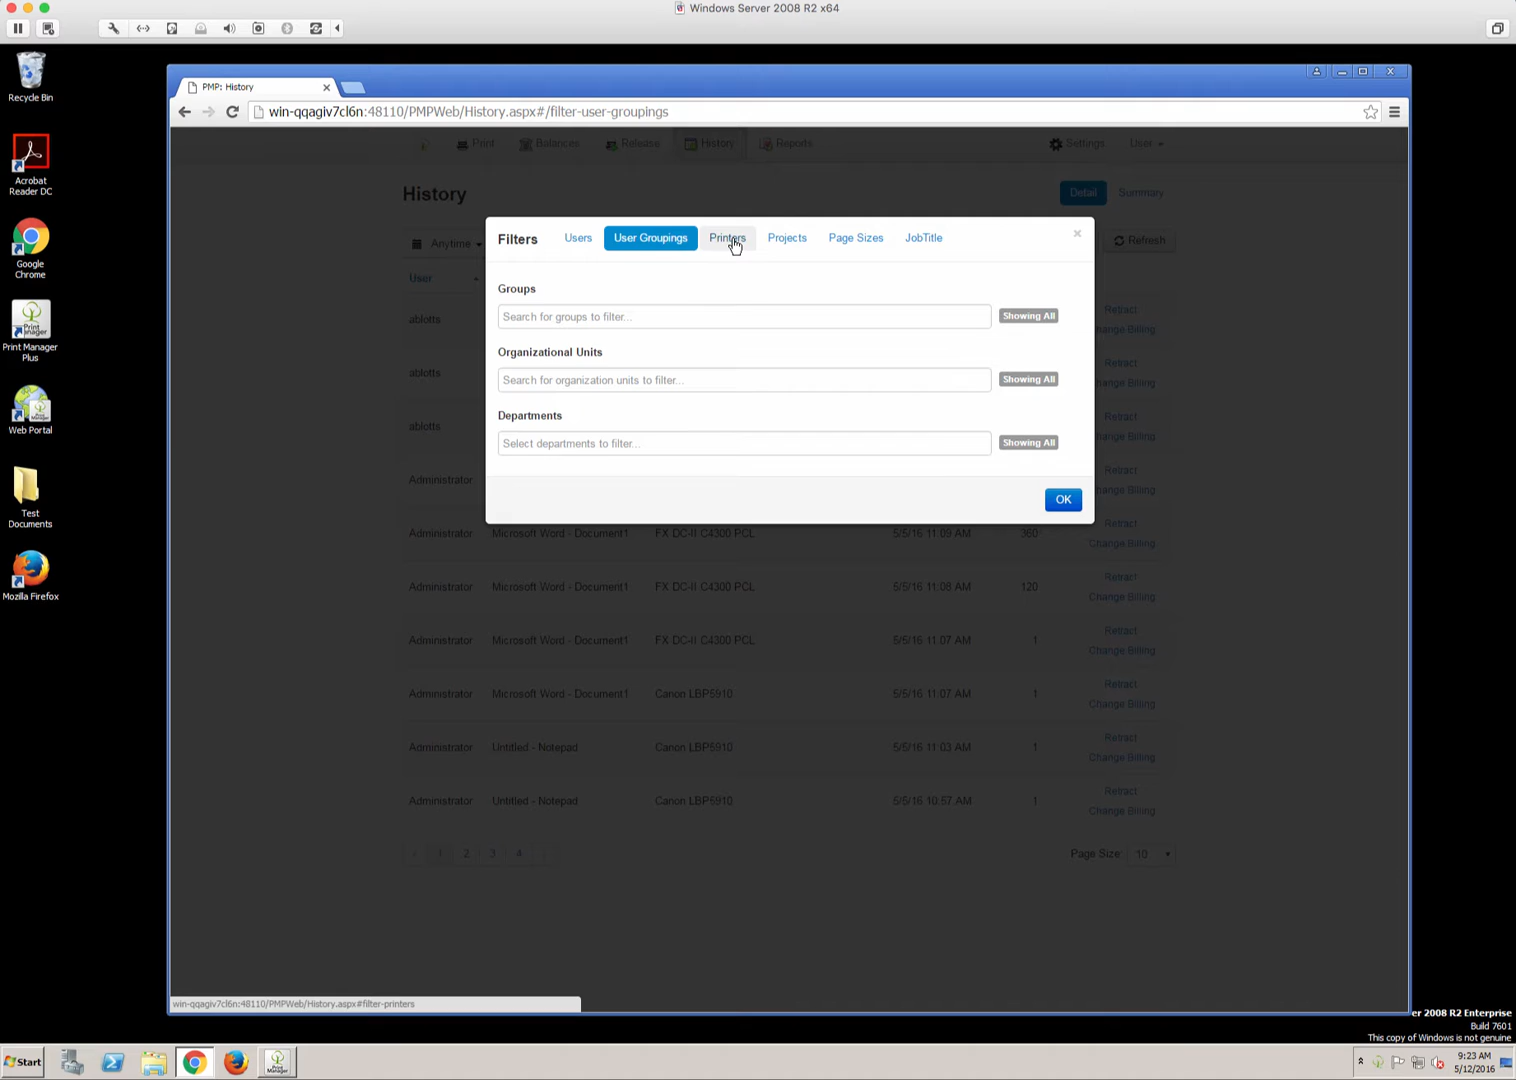 Windows Server 2008 R2 x64
Recycle Bin
Acrobat
Reader DC
Google
Chrome
Print
Manager
Print Manager
Plus
Web Portal
Test
Documents
Mozilla Firefox
PMP: History
win-qqagiv7cl6n:48110/PMPWeb/History.aspx#/filter-user-groupings
Print Balances Release History Reports Settings User
History Detail Summary
Anytime Refresh
User
Filters Users User Groupings Printers Projects Page Sizes JobTitle ×
Groups
Search for groups to filter... Showing All
Organizational Units
Search for organization units to filter... Showing All
Departments
Select departments to filter... Showing All
OK
ablotts Retract
Change Billing
ablotts Retract
Change Billing
ablotts Retract
Change Billing
Administrator Retract
Change Billing
Administrator Microsoft Word - Document1 FX DC-II C4300 PCL 5/5/16 11:09 AM 360 Retract
Change Billing
Administrator Microsoft Word - Document1 FX DC-II C4300 PCL 5/5/16 11:08 AM 120 Retract
Change Billing
Administrator Microsoft Word - Document1 FX DC-II C4300 PCL 5/5/16 11:07 AM 1 Retract
Change Billing
Administrator Microsoft Word - Document1 Canon LBP5910 5/5/16 11:07 AM 1 Retract
Change Billing
Administrator Untitled - Notepad Canon LBP5910 5/5/16 11:03 AM 1 Retract
Change Billing
Administrator Untitled - Notepad Canon LBP5910 5/5/16 10:57 AM 1 Retract
Change Billing
1 2 3 4 Page Size: 10
win-qqagiv7cl6n:48110/PMPWeb/History.aspx#filter-printers
er 2008 R2 Enterprise
Build 7601
This copy of Windows is not genuine
Start
9:23 AM
5/12/2016